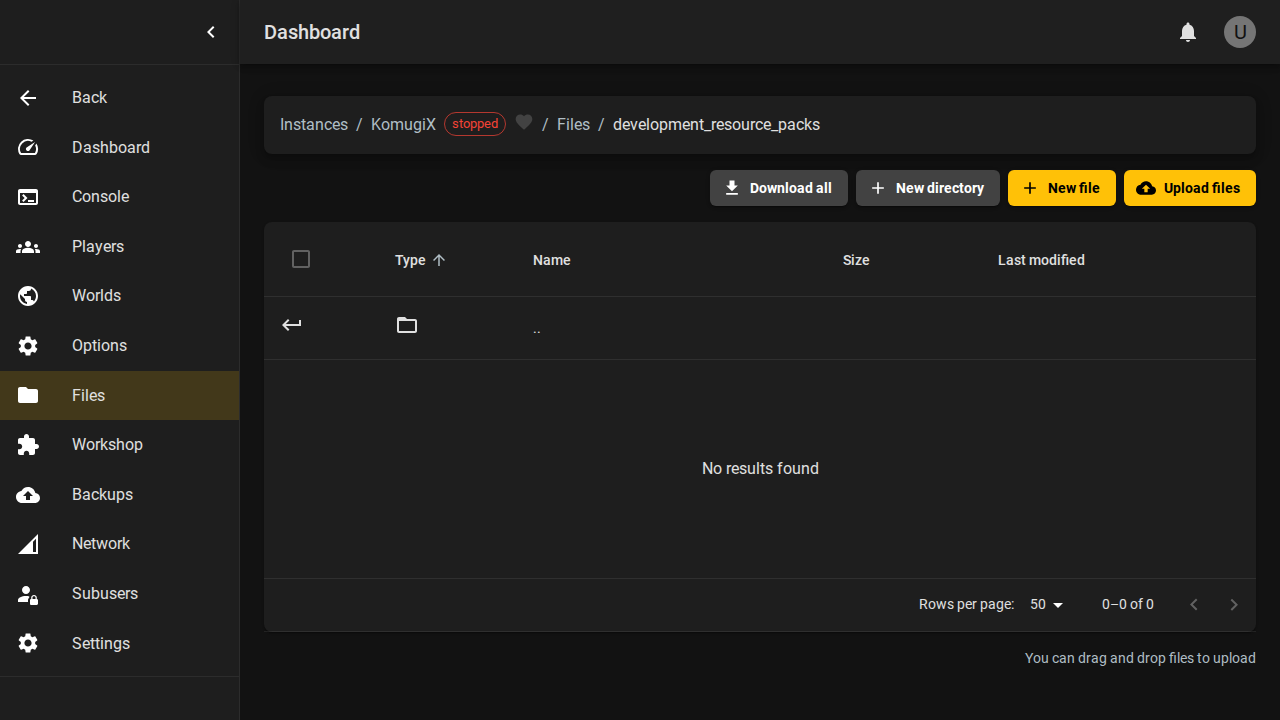 Dashboard
U
Back
Dashboard
Console
Players
Worlds
Options
Files
Workshop
Backups
Network
Subusers
Settings
Instances / KomugiX stopped / Files / development_resource_packs
Download all
New directory
New file
Upload files
Type Name Size Last modified
..
No results found
Rows per page: 50 0–0 of 0
You can drag and drop files to upload